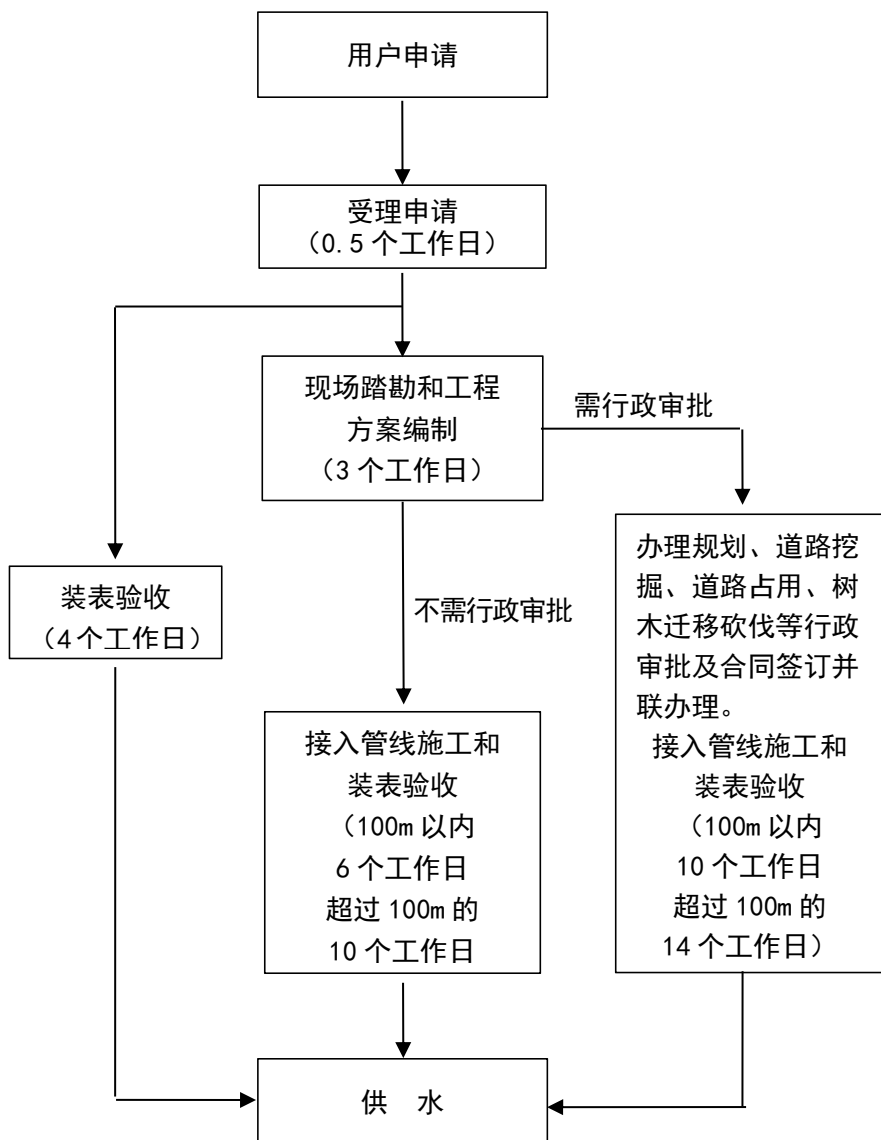 用户申请
受理申请
（0.5 个工作日）
现场踏勘和工程
方案编制
（3 个工作日）
需行政审批
装表验收
（4 个工作日）
不需行政审批
办理规划、道路挖
掘、道路占用、树
木迁移砍伐等行政
审批及合同签订并
联办理。
接入管线施工和
装表验收
（100m 以内
10 个工作日
超过 100m 的
14 个工作日）
接入管线施工和
装表验收
（100m 以内
6 个工作日
超过 100m 的
10 个工作日
供 水